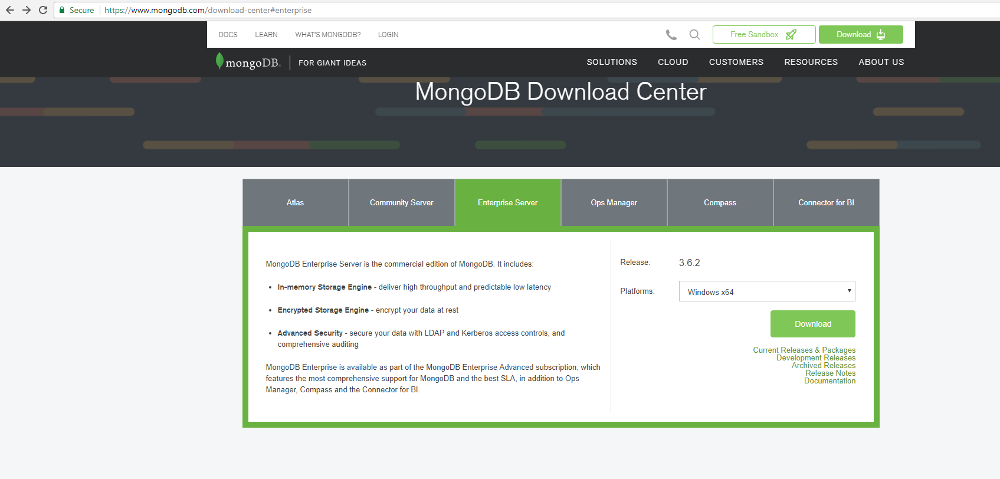 Secure https://www.mongodb.com/download-center#enterprise
DOCS LEARN WHAT'S MONGODB? LOGIN Free Sandbox Download
mongoDB. FOR GIANT IDEAS SOLUTIONS CLOUD CUSTOMERS RESOURCES ABOUT US
MongoDB Download Center
Atlas Community Server Enterprise Server Ops Manager Compass Connector for BI
MongoDB Enterprise Server is the commercial edition of MongoDB. It includes:
• In-memory Storage Engine - deliver high throughput and predictable low latency
• Encrypted Storage Engine - encrypt your data at rest
• Advanced Security - secure your data with LDAP and Kerberos access controls, and
comprehensive auditing
MongoDB Enterprise is available as part of the MongoDB Enterprise Advanced subscription, which
features the most comprehensive support for MongoDB and the best SLA, in addition to Ops
Manager, Compass and the Connector for BI.
Release: 3.6.2
Platforms: Windows x64
Download
Current Releases & Packages
Development Releases
Archived Releases
Release Notes
Documentation